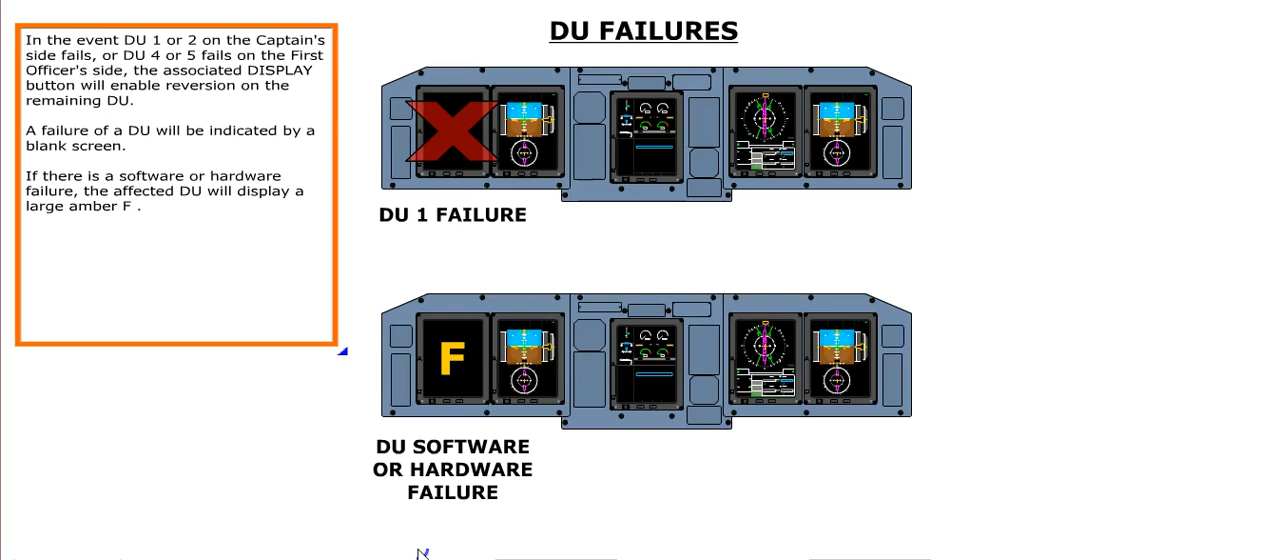 DU FAILURES
In the event DU 1 or 2 on the Captain's
side fails, or DU 4 or 5 fails on the First
Officer's side, the associated DISPLAY
button will enable reversion on the
remaining DU.
A failure of a DU will be indicated by a
blank screen.
If there is a software or hardware
failure, the affected DU will display a
large amber F .
DU 1 FAILURE
F
DU SOFTWARE
OR HARDWARE
FAILURE